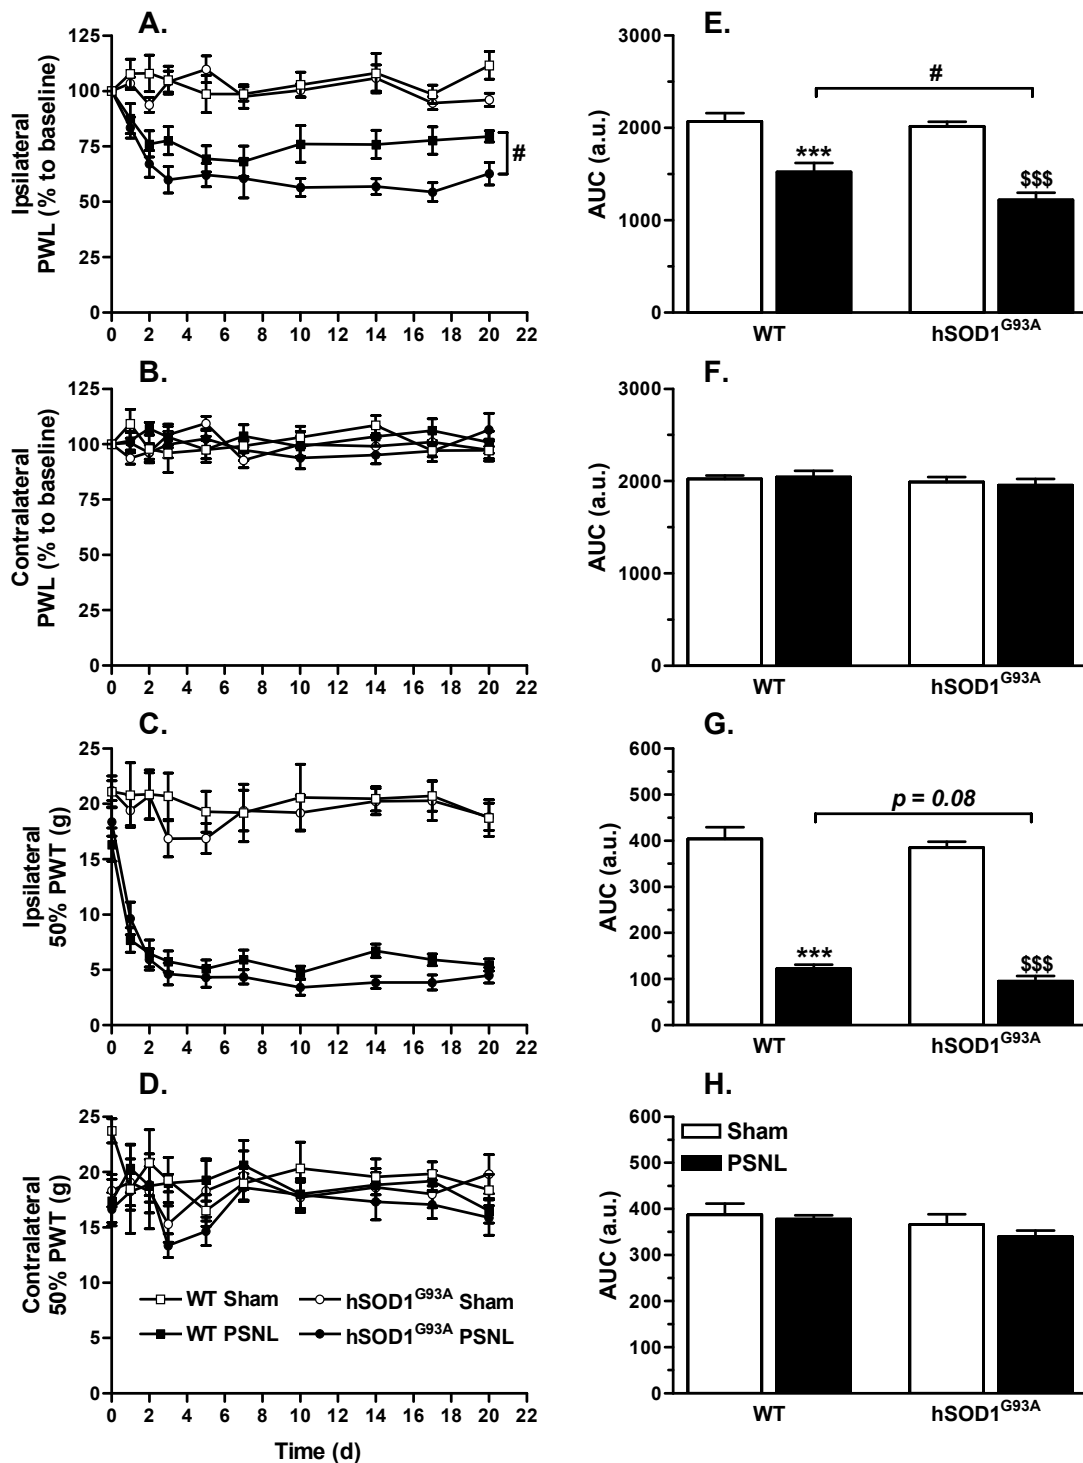 A.
Ipsilateral
PWL (% to baseline)
125
100
75
50
25
0
#
0 2 4 6 8 10 12 14 16 18 20 22
E.
AUC (a.u.)
3000
2000
1000
0
#
***
$$$
WT hSOD1G93A
B.
Contralateral
PWL (% to baseline)
125
100
75
50
25
0
0 2 4 6 8 10 12 14 16 18 20 22
F.
AUC (a.u.)
3000
2000
1000
0
WT hSOD1G93A
C.
Ipsilateral
50% PWT (g)
25
20
15
10
5
0
0 2 4 6 8 10 12 14 16 18 20 22
G.
AUC (a.u.)
600
500
400
300
200
100
0
p = 0.08
***
$$$
WT hSOD1G93A
D.
Contralateral
50% PWT (g)
25
20
15
10
5
0
WT Sham hSOD1G93A Sham
WT PSNL hSOD1G93A PSNL
0 2 4 6 8 10 12 14 16 18 20 22
Time (d)
H.
AUC (a.u.)
600
500
400
300
200
100
0
Sham
PSNL
WT hSOD1G93A